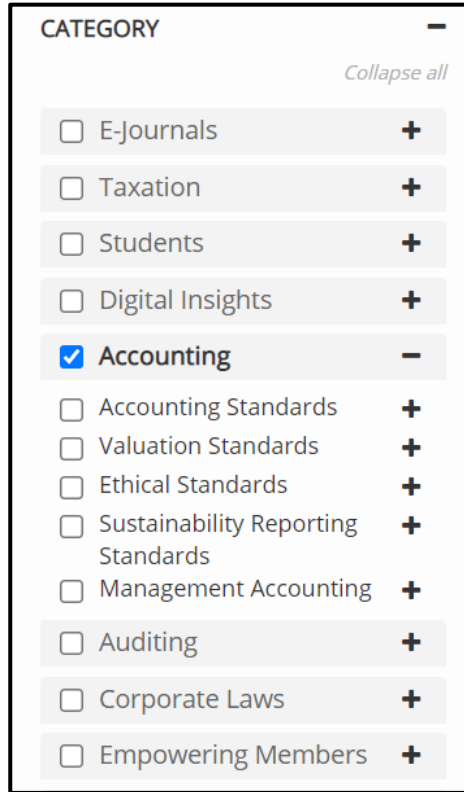 CATEGORY
Collapse all
E-Journals
Taxation
Students
Digital Insights
Accounting
Accounting Standards
Valuation Standards
Ethical Standards
Sustainability Reporting
Standards
Management Accounting
Auditing
Corporate Laws
Empowering Members